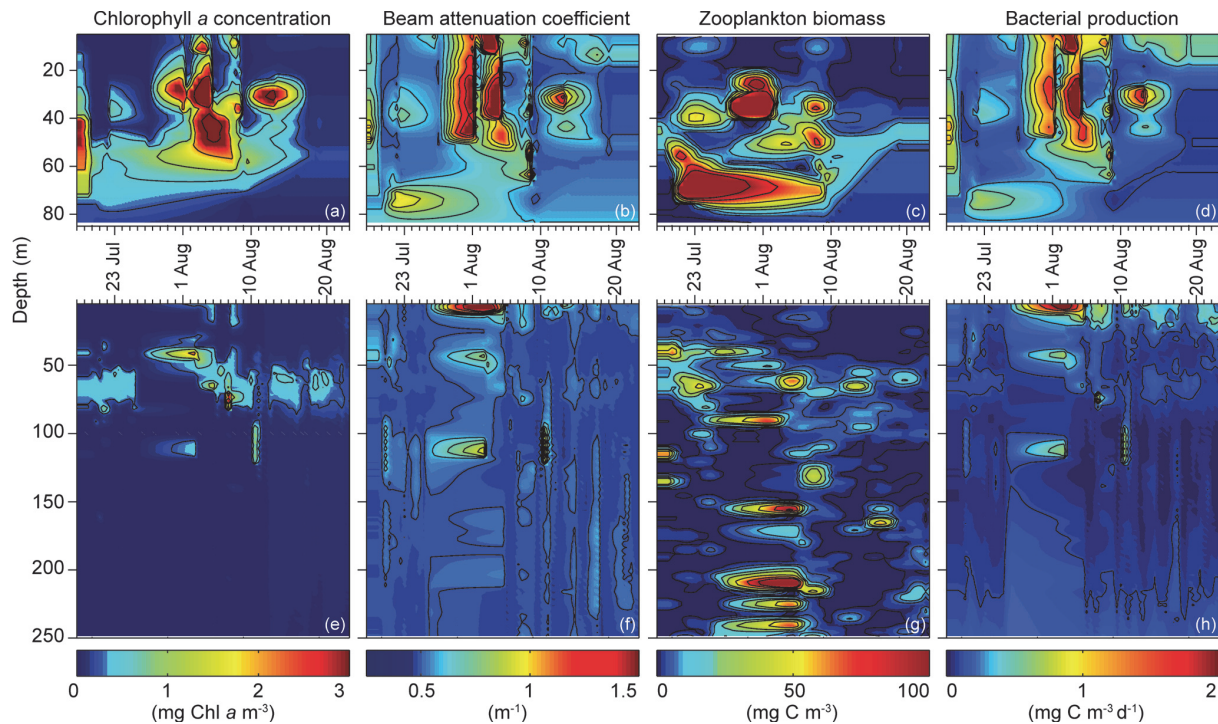 Chlorophyll a concentration Beam attenuation coefficient Zooplankton biomass Bacterial production
20
40
60
80
(a) (b) (c) (d)
23 Jul 1 Aug 10 Aug 20 Aug 23 Jul 1 Aug 10 Aug 20 Aug 23 Jul 1 Aug 10 Aug 20 Aug 23 Jul 1 Aug 10 Aug 20 Aug
Depth (m)
50
100
150
200
250
(e) (f) (g) (h)
0 1 2 3 0.5 1 1.5 0 50 100 0 1 2
(mg Chl a m⁻³) (m⁻¹) (mg C m⁻³) (mg C m⁻³ d⁻¹)